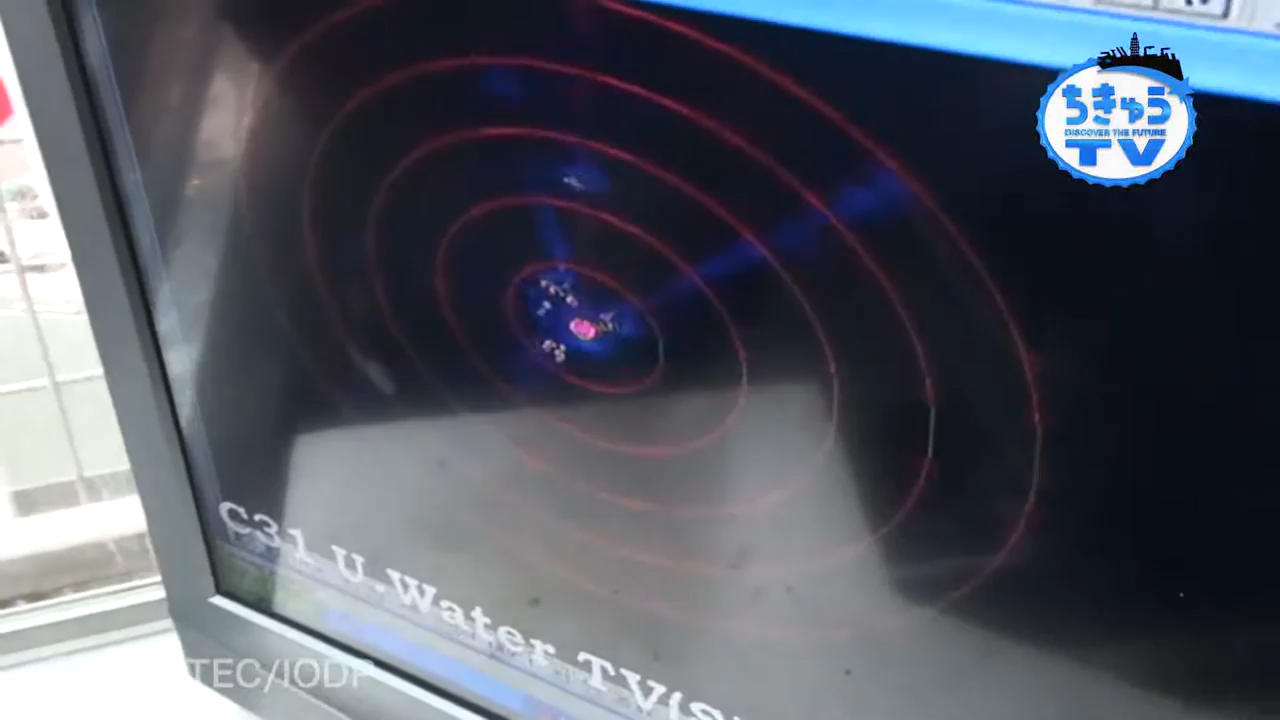 ちきゅう
DISCOVER THE FUTURE
TV
C31 U.Water TV(S
TEC/IODP